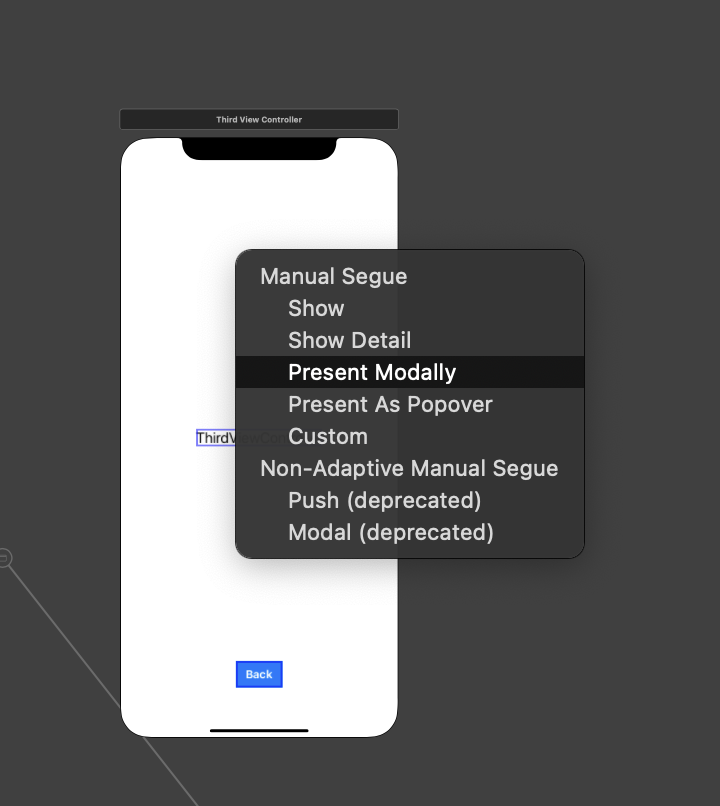 Third View Controller
Manual Segue
Show
Show Detail
Present Modally
Present As Popover
ThirdV
Custom
Non-Adaptive Manual Segue
Push (deprecated)
Modal (deprecated)
Back